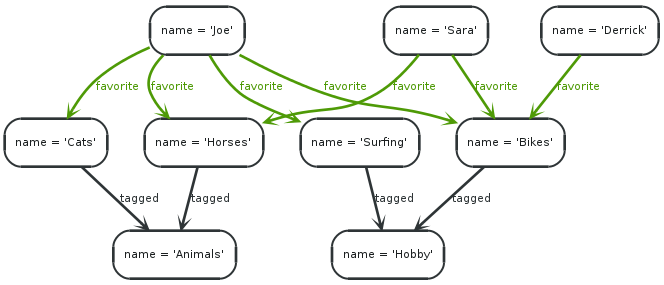 name = 'Joe'
name = 'Sara'
name = 'Derrick'
favorite
favorite
favorite
favorite
favorite
favorite
favorite
name = 'Cats'
name = 'Horses'
name = 'Surfing'
name = 'Bikes'
tagged
tagged
tagged
tagged
name = 'Animals'
name = 'Hobby'